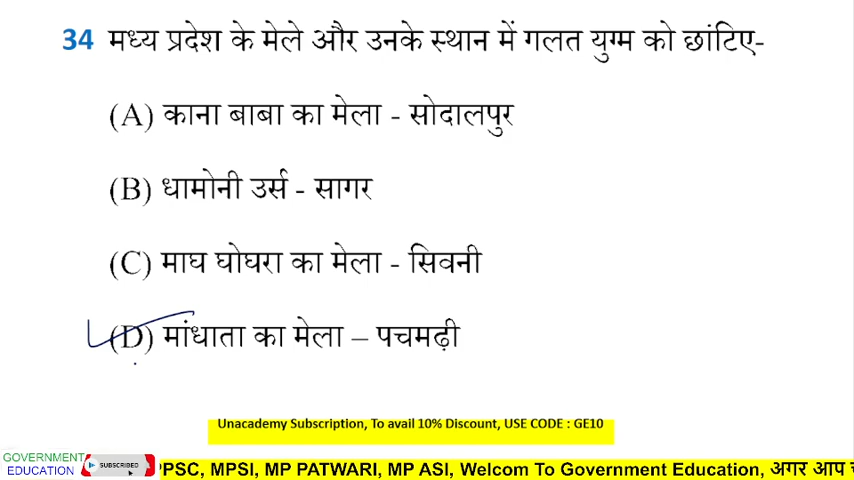 34 मध्य प्रदेश के मेले और उनके स्थान में गलत युग्म को छांटिए-
(A) काना बाबा का मेला - सोदालपुर
(B) धामोनी उर्स - सागर
(C) माघ घोघरा का मेला - सिवनी
(D) मांधाता का मेला – पचमढ़ी
Unacademy Subscription, To avail 10% Discount, USE CODE : GE10
GOVERNMENT
EDUCATION
SUBSCRIBED
PPSC, MPSI, MP PATWARI, MP ASI, Welcom To Government Education, अगर आप